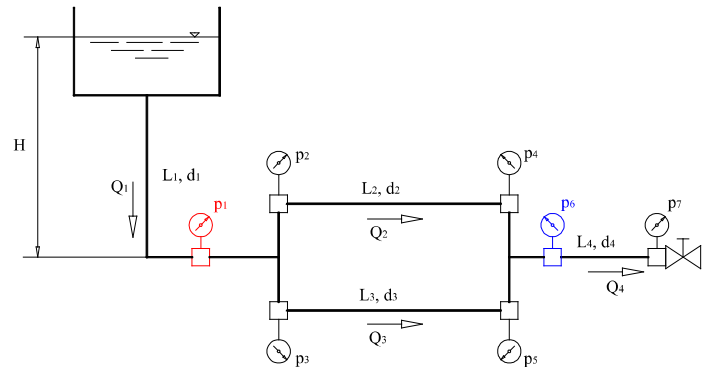 H
Q1
L1, d1
p1
p2
p3
L2, d2
Q2
L3, d3
Q3
p4
p5
p6
L4, d4
Q4
p7